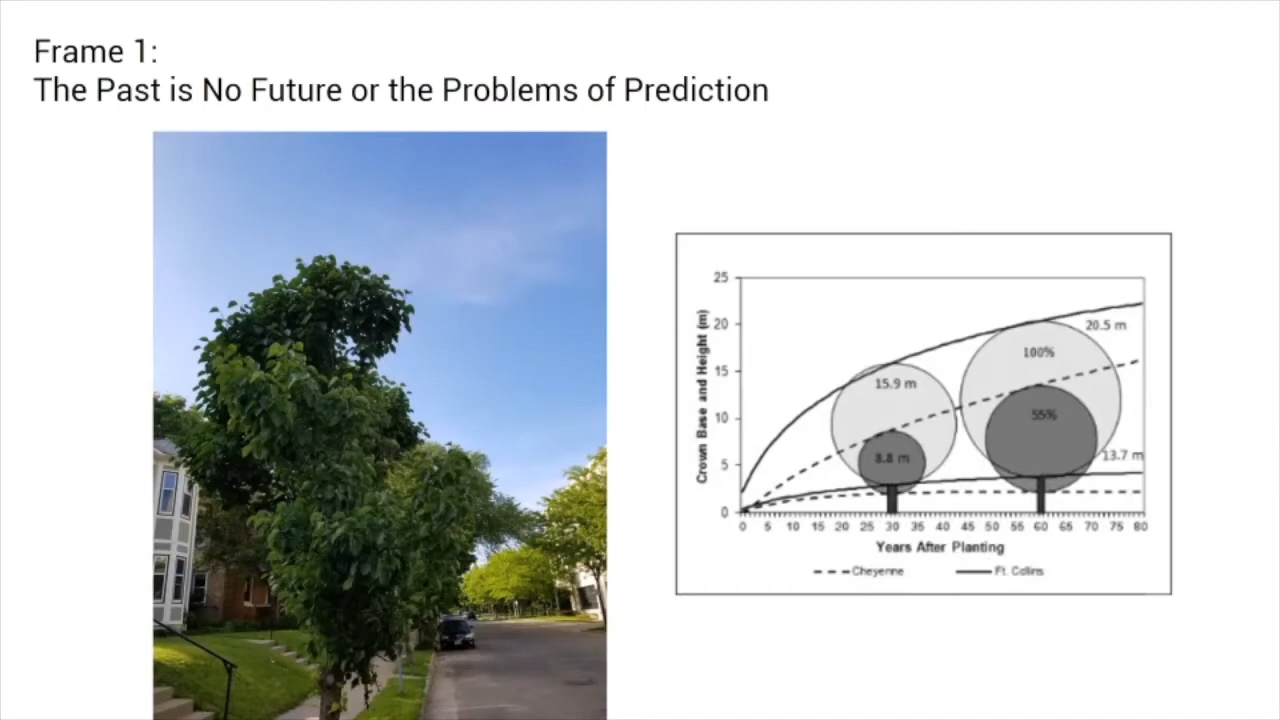 Frame 1:
The Past is No Future or the Problems of Prediction
Crown Base and Height (m)
25
20
15
10
5
0
20.5 m
100%
15.9 m
55%
8.8 m
13.7 m
0 5 10 15 20 25 30 35 40 45 50 55 60 65 70 75 80
Years After Planting
Cheyenne Ft. Collins